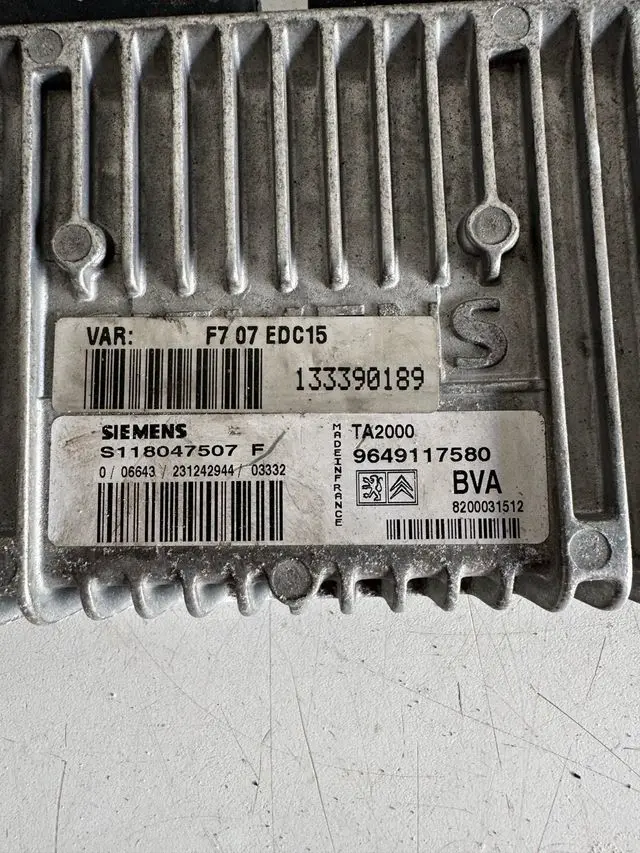 VAR: F7 07 EDC15
133390189
S
SIEMENS
S118047507 F
0 / 06643 / 231242944 / 03332
MADE IN FRANCE
TA2000
9649117580
BVA
8200031512